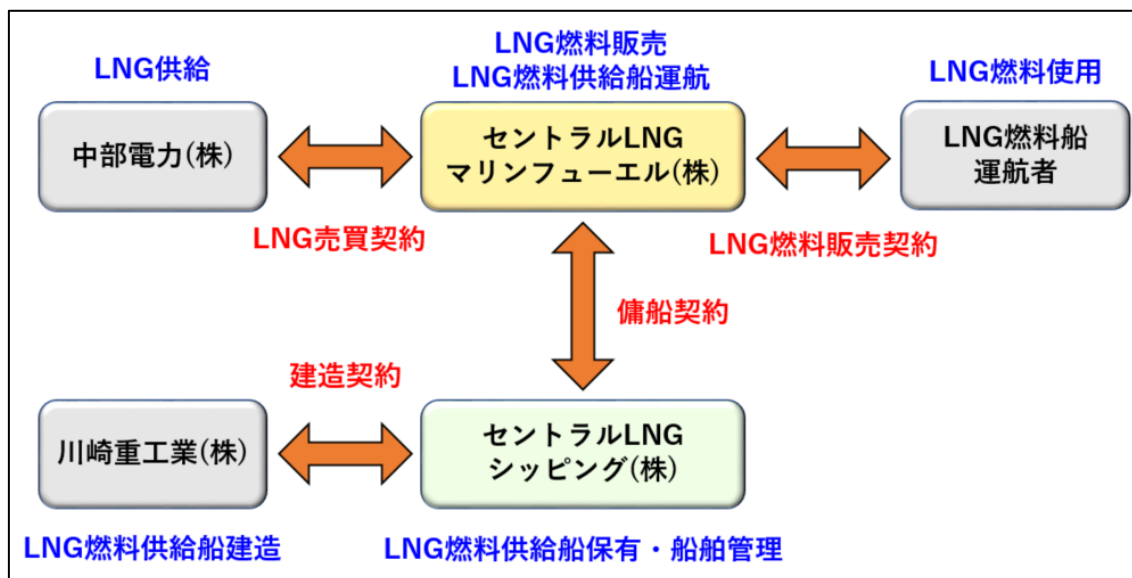 LNG供給
LNG燃料販売
LNG燃料供給船運航
LNG燃料使用
中部電力(株)
セントラルLNG
マリンフューエル(株)
LNG燃料船
運航者
LNG売買契約
LNG燃料販売契約
傭船契約
建造契約
川崎重工業(株)
セントラルLNG
シッピング(株)
LNG燃料供給船建造
LNG燃料供給船保有・船舶管理